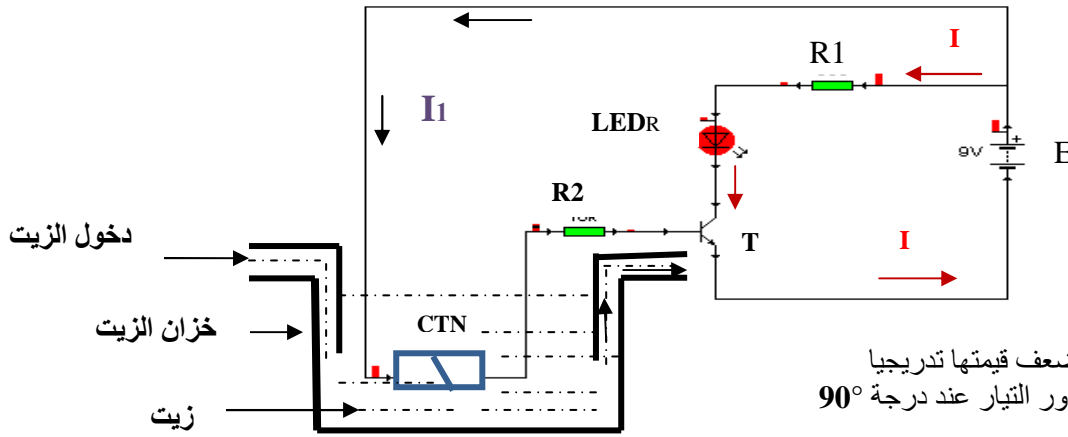 I
R1
I1
LEDR
9V
+
E
R2
دخول الزيت
T
I
خزان الزيت
CTN
ضعف قيمتها تدريجيا
ور التيار عند درجة °90
زيت